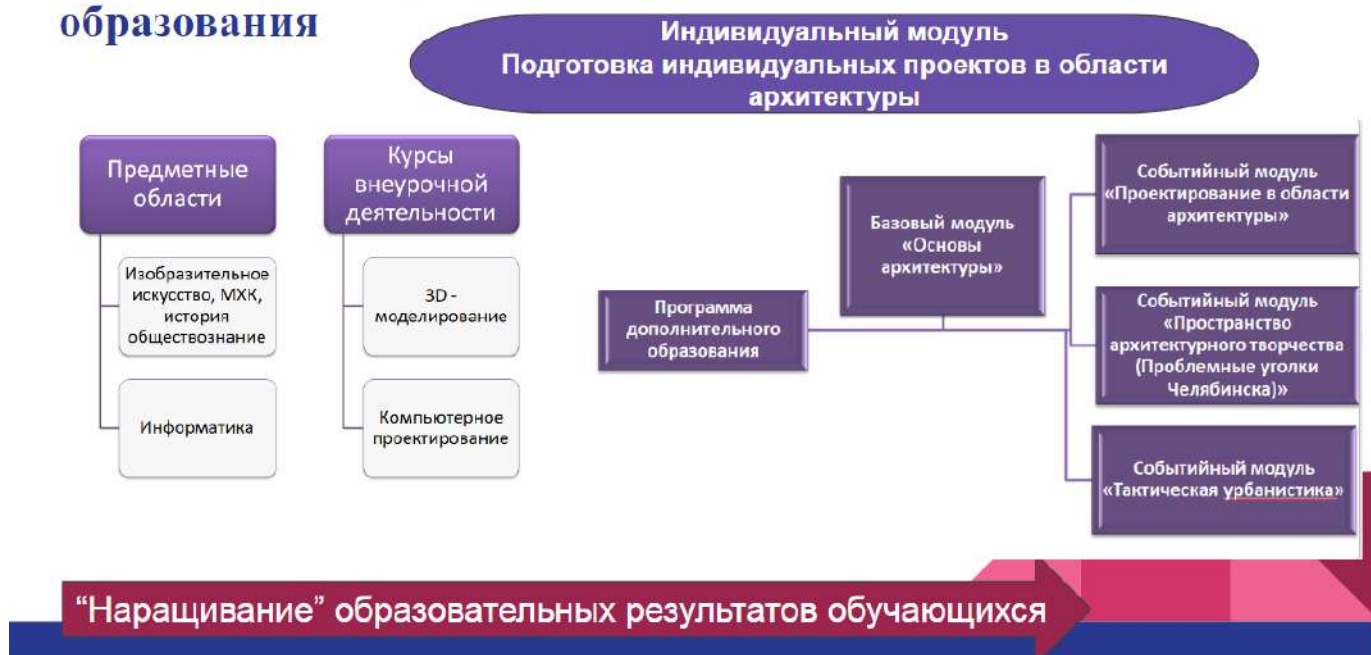 образования
Индивидуальный модуль
Подготовка индивидуальных проектов в области
архитектуры
Предметные
области
Изобразительное
искусство, МХК,
история
обществознание
Информатика
Курсы
внеурочной
деятельности
3D -
моделирование
Компьютерное
проектирование
Программа
дополнительного
образования
Базовый модуль
«Основы
архитектуры»
Событийный модуль
«Проектирование в области
архитектуры»
Событийный модуль
«Пространство
архитектурного творчества
(Проблемные уголки
Челябинска)»
Событийный модуль
«Тактическая урбанистика»
“Наращивание” образовательных результатов обучающихся